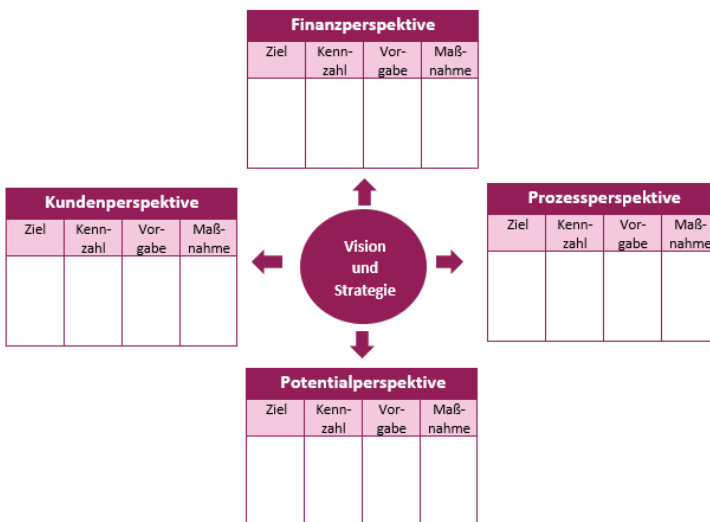 Finanzperspektive
Ziel Kenn- Vor- Maß-
zahl gabe nahme
Kundenperspektive
Ziel Kenn- Vor- Maß-
zahl gabe nahme
Vision
und
Strategie
Prozessperspektive
Ziel Kenn- Vor- Maß-
zahl gabe nahme
Potentialperspektive
Ziel Kenn- Vor- Maß-
zahl gabe nahme